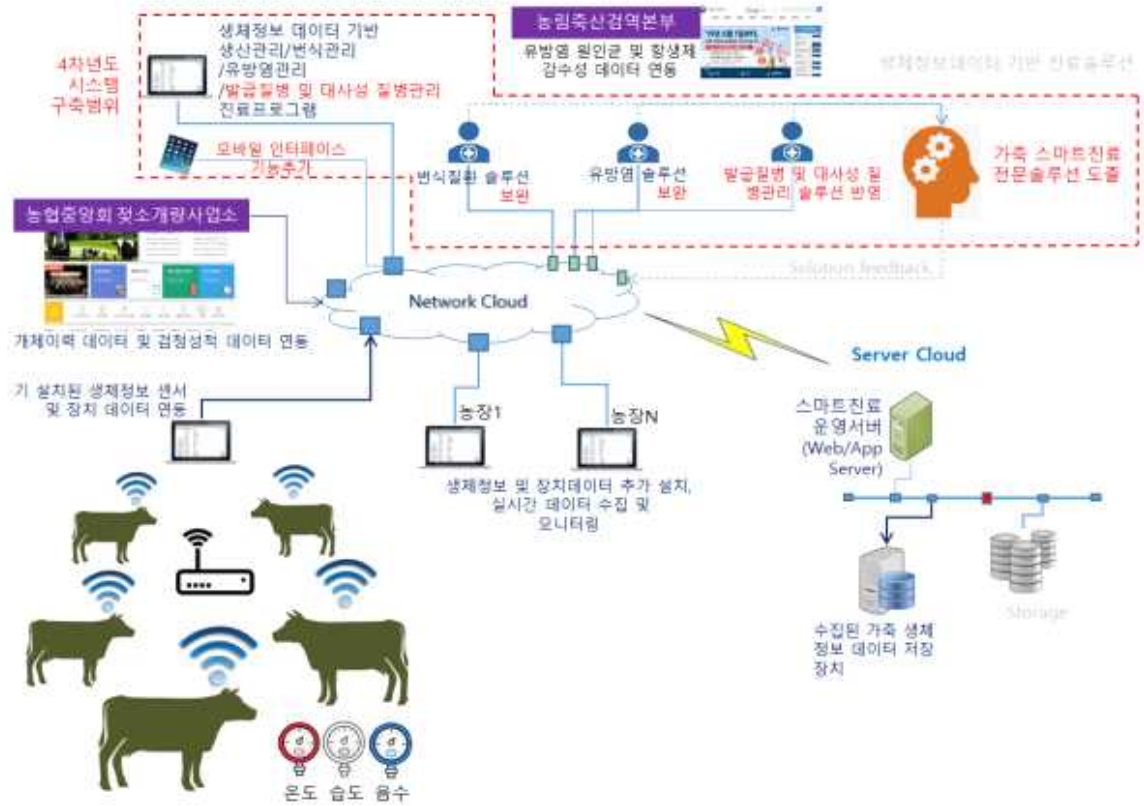 생체정보 데이터 기반
생산관리/번식관리
/유방염관리
/발굽질병 및 대사성 질병관리
진료프로그램
4차년도
시스템
구축범위
모바일 인터페이스
기능추가
농림축산검역본부
유방염 원인균 및 항생제
감수성 데이터 연동
생체정보데이터 기반 진료솔루션
번식질환 솔루션
보완
유방염 솔루션
보완
발굽질병 및 대사성 질
병관리 솔루션 반영
가축 스마트진료
전문솔루션 도출
농협중앙회 젖소개량사업소
개체이력 데이터 및 검정성적 데이터 연동
Network Cloud
Solution feedback
Server Cloud
기 설치된 생체정보 센서
및 장치 데이터 연동
농장1
농장N
생체정보 및 장치데이터 추가 설치,
실시간 데이터 수집 및
모니터링
스마트진료
운영서버
(Web/App
Server)
수집된 가축 생체
정보 데이터 저장
장치
Storage
온도 습도 음수